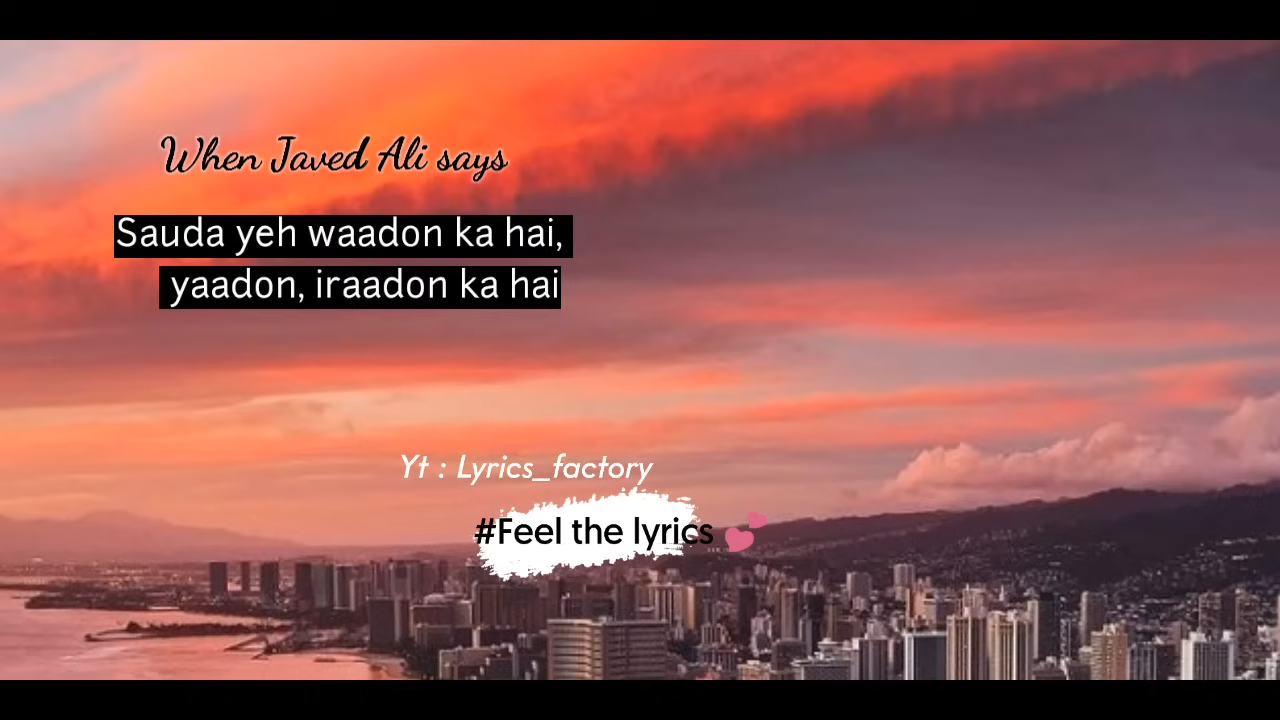 When Javed Ali says
Sauda yeh waadon ka hai,
yaadon, iraadon ka hai
Yt : Lyrics_factory
#Feel the lyrics 💕